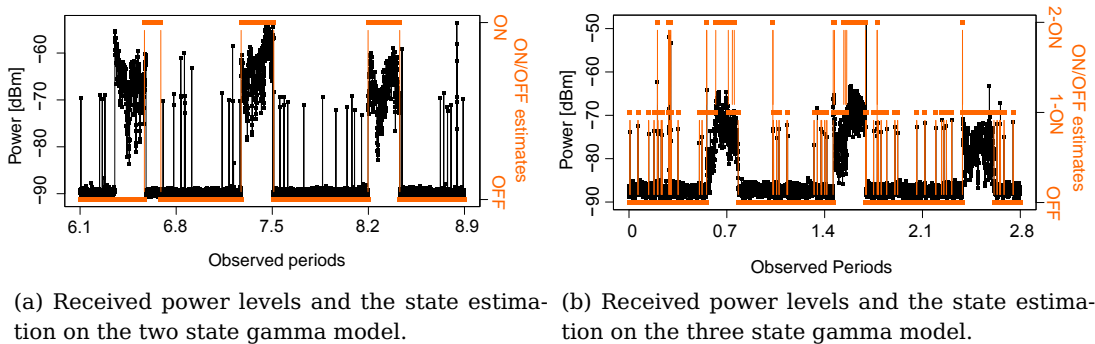 Power [dBm]
−60
−70
−80
−90
6.1
6.8
7.5
8.2
8.9
Observed periods
ON
OFF
ON/OFF estimates
Power [dBm]
−50
−60
−70
−80
−90
0
0.7
1.4
2.1
2.8
Observed Periods
2-ON
1-ON
OFF
ON/OFF estimates
(a) Received power levels and the state estima-
tion on the two state gamma model.
(b) Received power levels and the state estima-
tion on the three state gamma model.